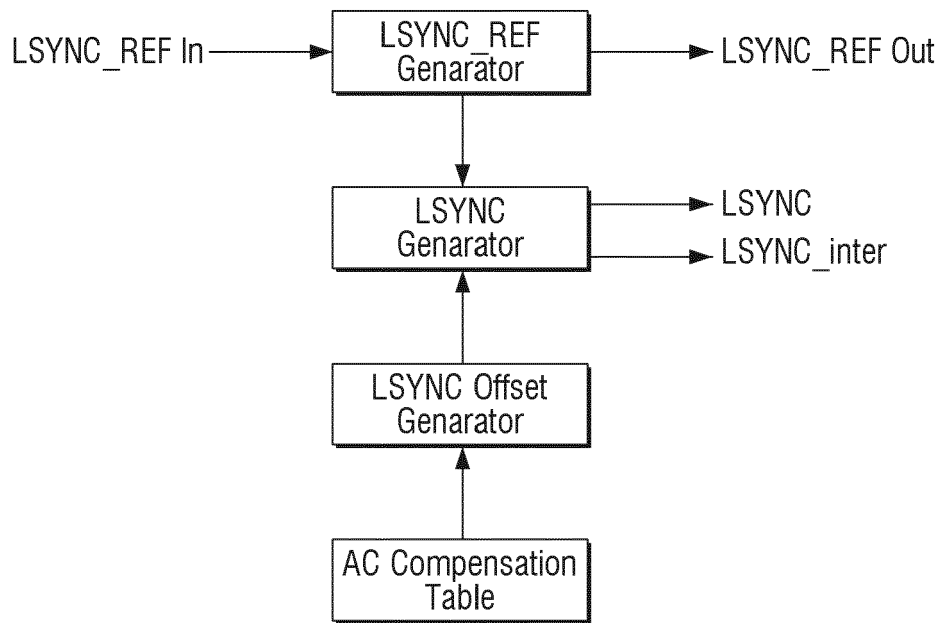 LSYNC_REF In
LSYNC_REF
Genarator
LSYNC_REF Out
LSYNC
Genarator
LSYNC
LSYNC_inter
LSYNC Offset
Genarator
AC Compensation
Table